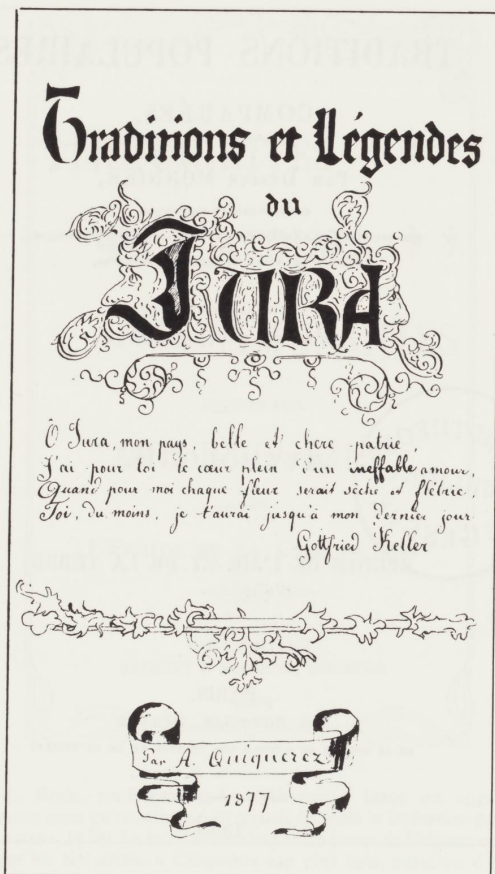 Traditions et Légendes
du
JURA
O Jura, mon pays, belle et chere patrie
J'ai pour toi le cœur plein d'un ineffable amour,
Quand pour moi chaque fleur serait sèche et flétrie,
Toi, du moins, je t'aurai jusqu'à mon dernier jour
Gottfried Keller
Par A. Quiquerez
1877